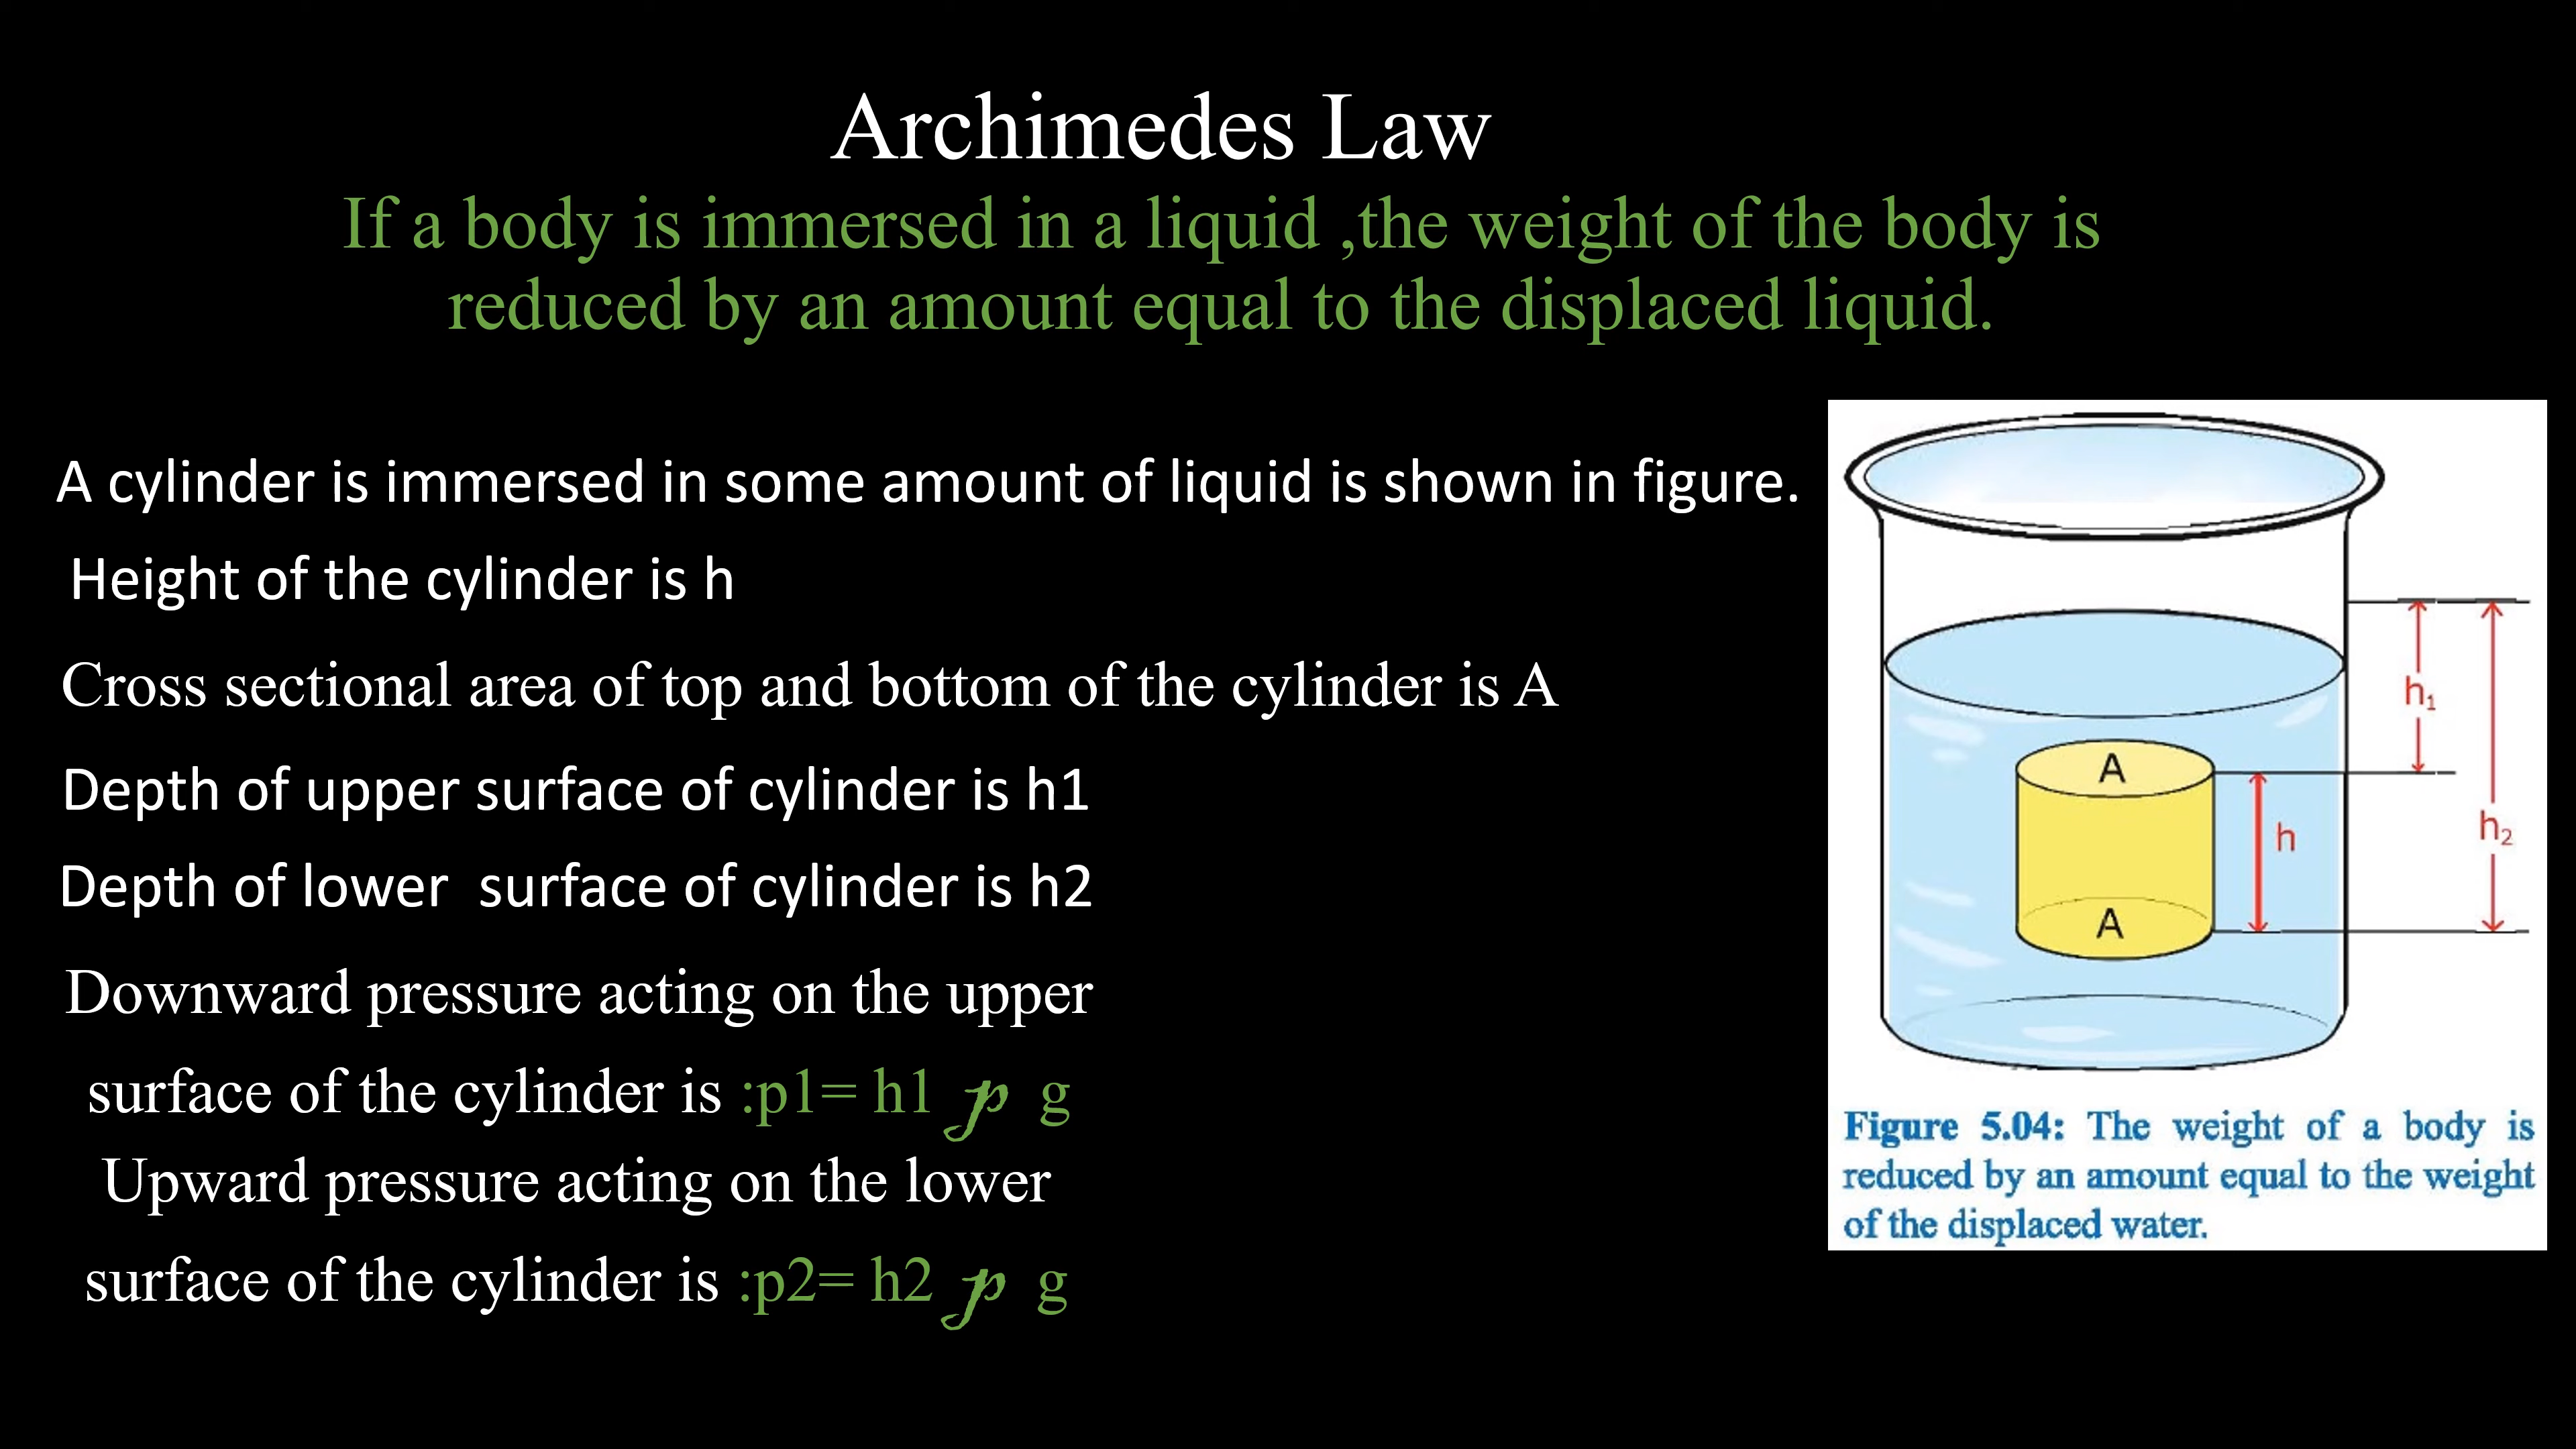 Archimedes Law
If a body is immersed in a liquid ,the weight of the body is
reduced by an amount equal to the displaced liquid.
A cylinder is immersed in some amount of liquid is shown in figure.
Height of the cylinder is h
Cross sectional area of top and bottom of the cylinder is A
Depth of upper surface of cylinder is h1
Depth of lower  surface of cylinder is h2
Downward pressure acting on the upper
surface of the cylinder is :p1= h1 𝓅 g
Upward pressure acting on the lower
surface of the cylinder is :p2= h2 𝓅 g
h₁
A
h
h₂
A
Figure 5.04: The weight of a body is
reduced by an amount equal to the weight
of the displaced water.